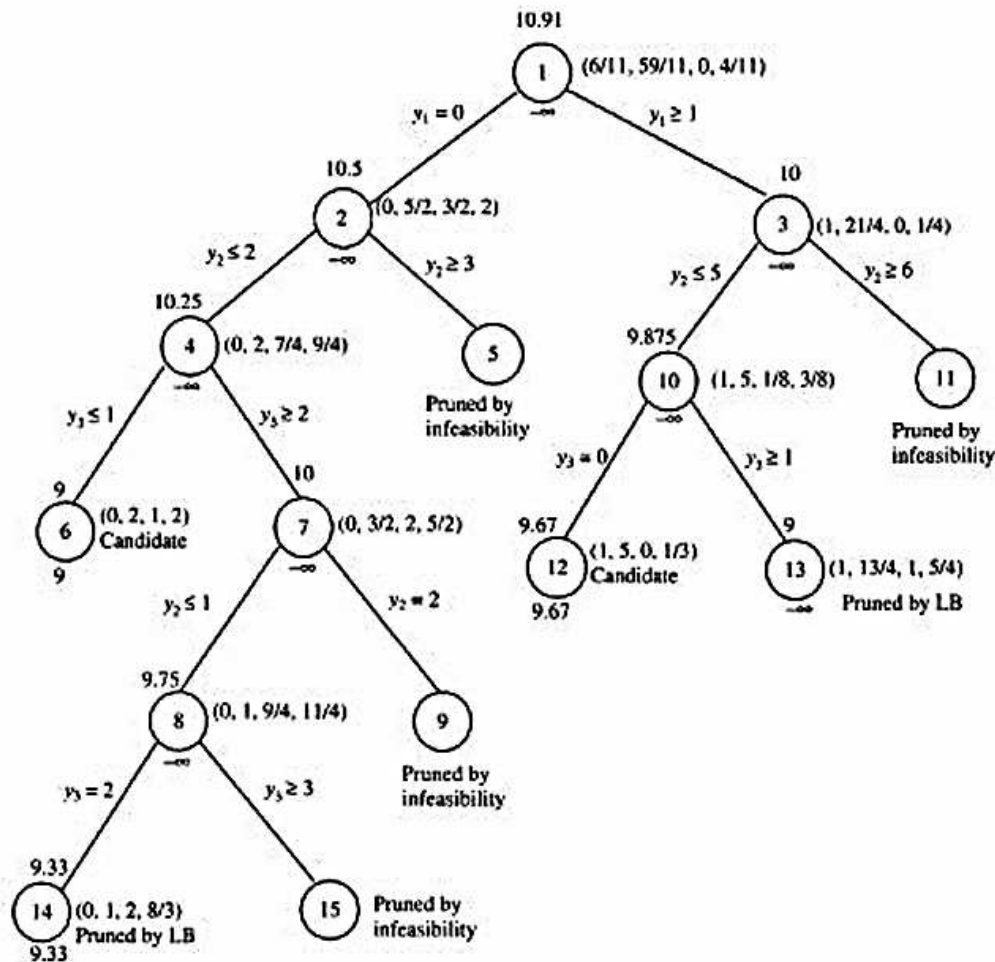 10.91
1
(6/11, 59/11, 0, 4/11)
−∞
y₁ = 0
y₁ ≥ 1
10.5
2
(0, 5/2, 3/2, 2)
−∞
10
3
(1, 21/4, 0, 1/4)
−∞
y₂ ≤ 2
y₂ ≥ 3
y₂ ≤ 5
y₂ ≥ 6
10.25
4
(0, 2, 7/4, 9/4)
−∞
5
Pruned by
infeasibility
9.875
10
(1, 5, 1/8, 3/8)
−∞
11
Pruned by
infeasibility
y₃ ≤ 1
y₃ ≥ 2
y₃ = 0
y₃ ≥ 1
9
6
(0, 2, 1, 2)
Candidate
9
10
7
(0, 3/2, 2, 5/2)
−∞
9.67
12
(1, 5, 0, 1/3)
Candidate
9.67
9
13
(1, 13/4, 1, 5/4)
Pruned by LB
−∞
y₂ ≤ 1
y₂ = 2
9.75
8
(0, 1, 9/4, 11/4)
−∞
9
Pruned by
infeasibility
y₃ = 2
y₃ ≥ 3
9.33
14
(0, 1, 2, 8/3)
Pruned by LB
9.33
15
Pruned by
infeasibility